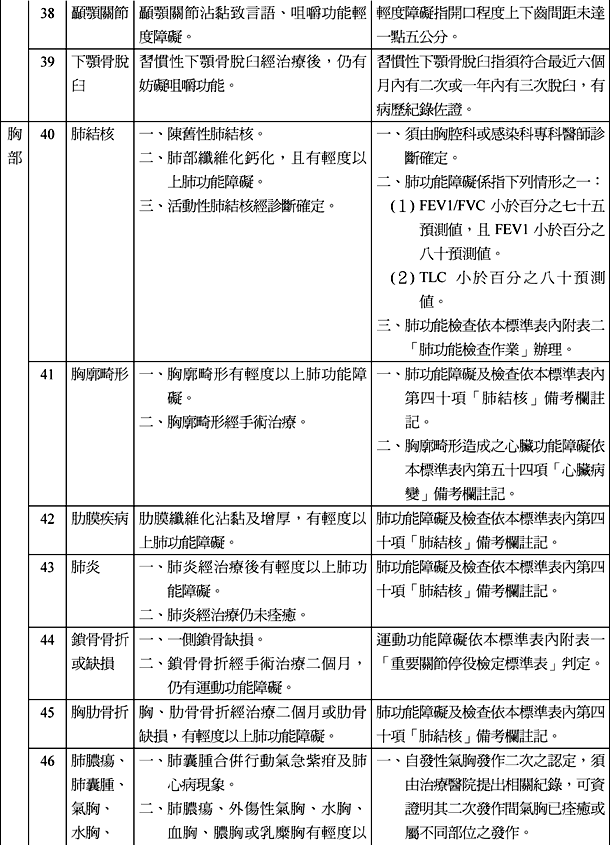 38 顳顎關節 顳顎關節沾黏致言語、咀嚼功能輕度障礙。 輕度障礙指開口程度上下齒間距未達一點五公分。
39 下顎骨脫臼 習慣性下顎骨脫臼經治療後，仍有妨礙咀嚼功能。 習慣性下顎骨脫臼指須符合最近六個月內有二次或一年內有三次脫臼，有病歷紀錄佐證。
胸部 40 肺結核
一、陳舊性肺結核。
二、肺部纖維化鈣化，且有輕度以上肺功能障礙。
三、活動性肺結核經診斷確定。
一、須由胸腔科或感染科專科醫師診斷確定。
二、肺功能障礙係指下列情形之一：
(１) FEV1/FVC 小於百分之七十五預測值，且 FEV1 小於百分之八十預測值。
(２) TLC 小於百分之八十預測值。
三、肺功能檢查依本標準表內附表二「肺功能檢查作業」辦理。
41 胸廓畸形
一、胸廓畸形有輕度以上肺功能障礙。
二、胸廓畸形經手術治療。
一、肺功能障礙及檢查依本標準表內第四十項「肺結核」備考欄註記。
二、胸廓畸形造成之心臟功能障礙依本標準表內第五十四項「心臟病變」備考欄註記。
42 肋膜疾病 肋膜纖維化沾黏及增厚，有輕度以上肺功能障礙。 肺功能障礙及檢查依本標準表內第四十項「肺結核」備考欄註記。
43 肺炎
一、肺炎經治療後有輕度以上肺功能障礙。
二、肺炎經治療仍未痊癒。
肺功能障礙及檢查依本標準表內第四十項「肺結核」備考欄註記。
44 鎖骨骨折或缺損
一、一側鎖骨缺損。
二、鎖骨骨折經手術治療二個月，仍有運動功能障礙。
運動功能障礙依本標準表內附表一「重要關節停役檢定標準表」判定。
45 胸肋骨折 胸、肋骨骨折經治療二個月或肋骨缺損，有輕度以上肺功能障礙。 肺功能障礙及檢查依本標準表內第四十項「肺結核」備考欄註記。
46 肺膿瘍、肺囊腫、氣胸、水胸、
一、肺囊腫合併行動氣急紫疳及肺心病現象。
二、肺膿瘍、外傷性氣胸、水胸、血胸、膿胸或乳糜胸有輕度以
一、自發性氣胸發作二次之認定，須由治療醫院提出相關紀錄，可資證明其二次發作間氣胸已痊癒或屬不同部位之發作。